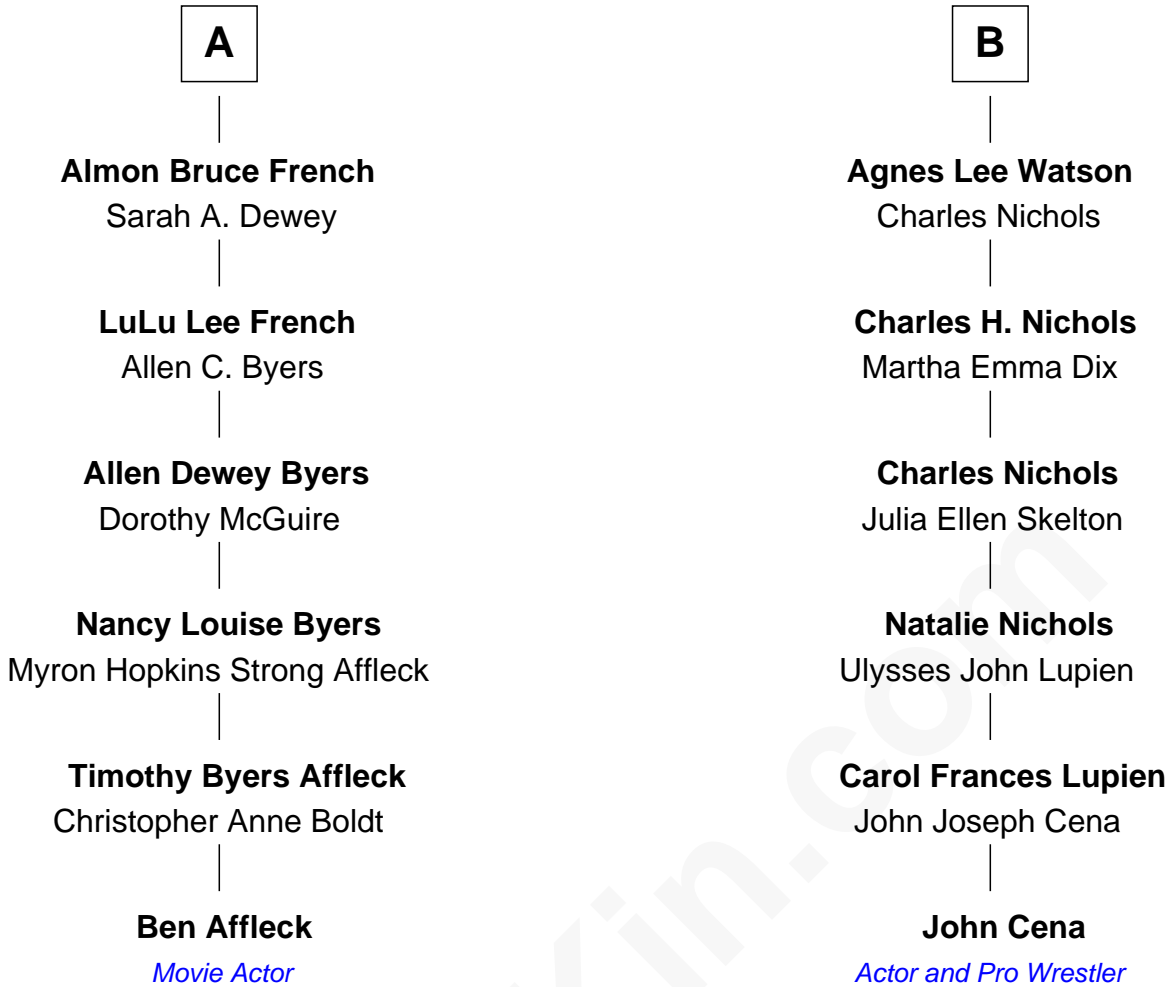 A
Almon Bruce French
Sarah A. Dewey
LuLu Lee French
Allen C. Byers
Allen Dewey Byers
Dorothy McGuire
Nancy Louise Byers
Myron Hopkins Strong Affleck
Timothy Byers Affleck
Christopher Anne Boldt
Ben Affleck
Movie Actor
B
Agnes Lee Watson
Charles Nichols
Charles H. Nichols
Martha Emma Dix
Charles Nichols
Julia Ellen Skelton
Natalie Nichols
Ulysses John Lupien
Carol Frances Lupien
John Joseph Cena
John Cena
Actor and Pro Wrestler
Kin.com